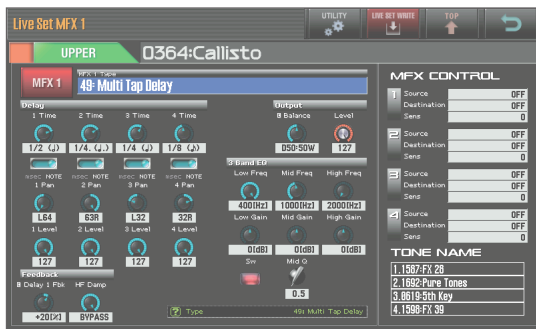 Live Set MFX 1
UTILITY
LIVE SET WRITE
TOP
UPPER
0364:Callisto
MFX 1
MFX 1 Type
49: Multi Tap Delay
Delay
1 Time 2 Time 3 Time 4 Time
1/2 (♩) 1/4. (♩.) 1/4 (♩) 1/8 (♪)
msec NOTE msec NOTE msec NOTE msec NOTE
1 Pan 2 Pan 3 Pan 4 Pan
L64 63R L32 32R
1 Level 2 Level 3 Level 4 Level
127 127 127 127
Feedback
Delay 1 Fbk HF Damp
+20[%] BYPASS
Output
Balance Level
D50:50W 127
3 Band EQ
Low Freq Mid Freq High Freq
400[Hz] 1000[Hz] 2000[Hz]
Low Gain Mid Gain High Gain
0[dB] 0[dB] 0[dB]
Sw Mid Q
0.5
? Type 49: Multi Tap Delay
MFX CONTROL
1 Source OFF
Destination OFF
Sens 0
2 Source OFF
Destination OFF
Sens 0
3 Source OFF
Destination OFF
Sens 0
4 Source OFF
Destination OFF
Sens 0
TONE NAME
1.1587:FX 28
2.1692:Pure Tones
3.0619:5th Key
4.1598:FX 39